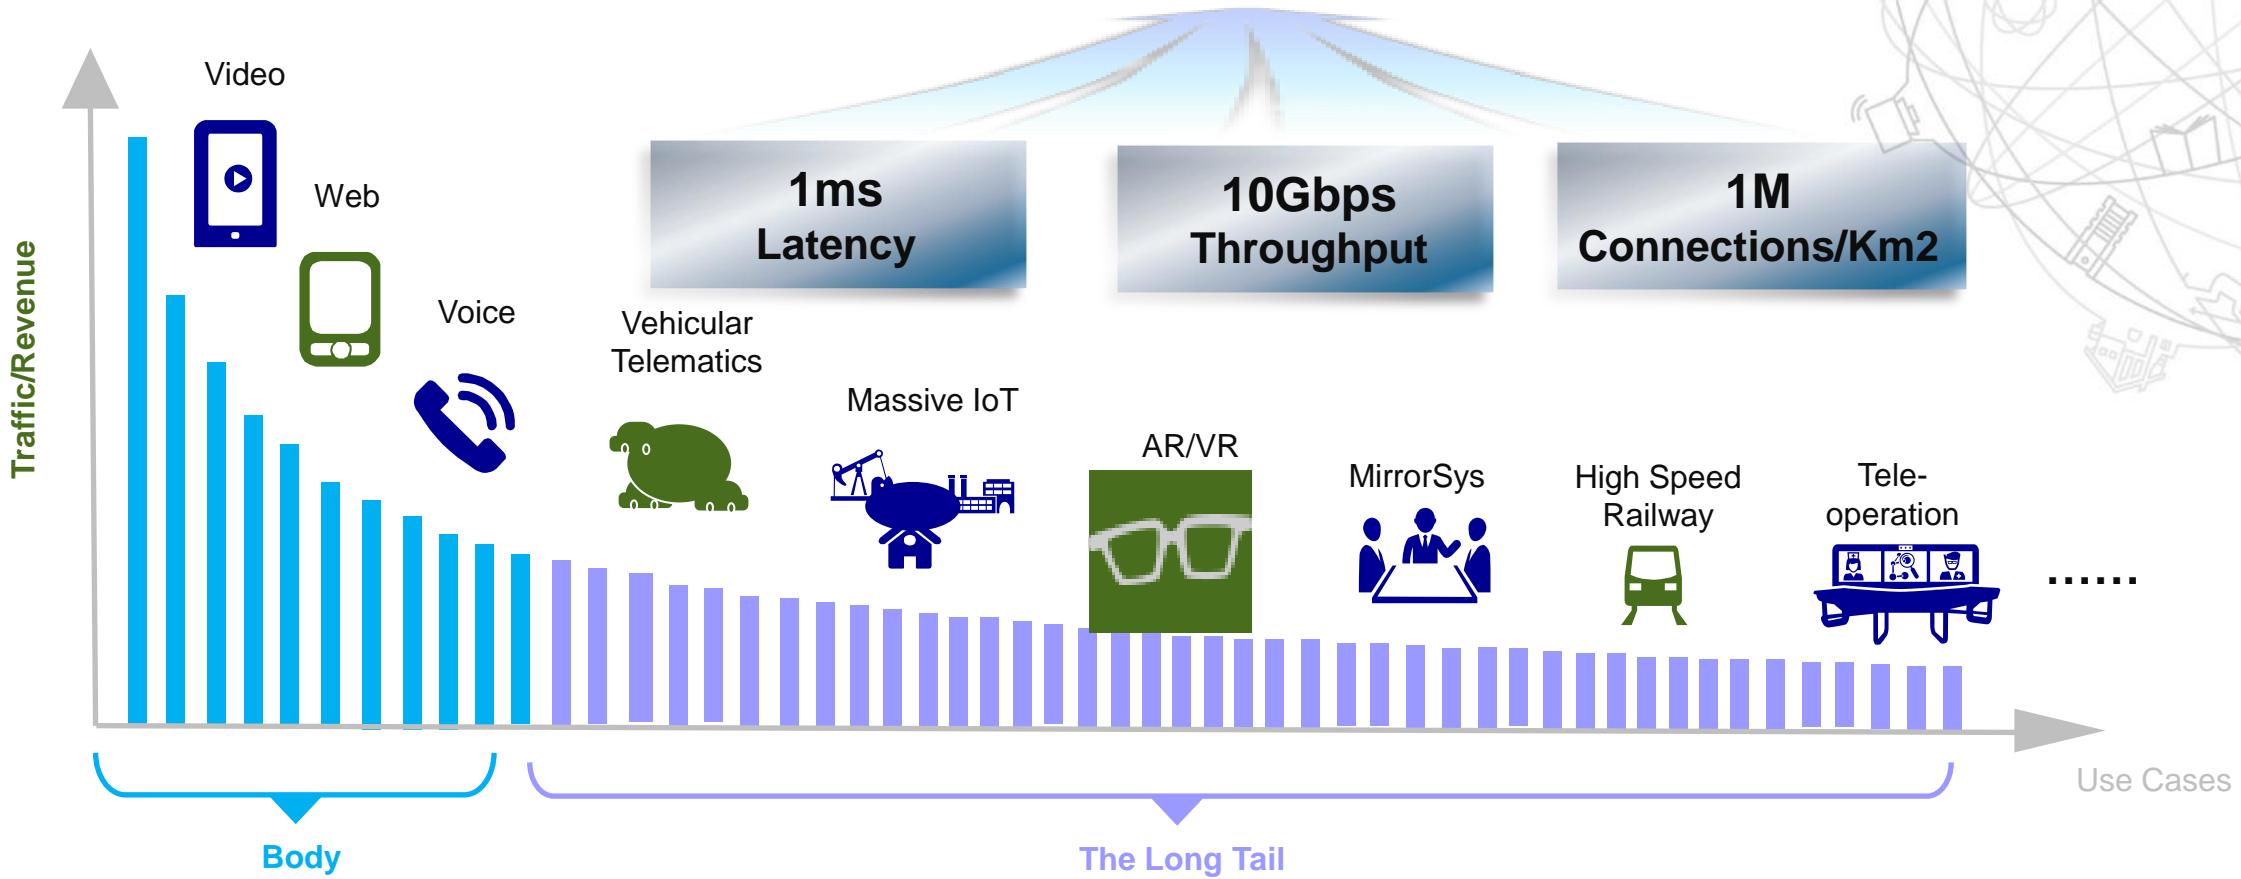 Video
Web
Voice
1ms
Latency
10Gbps
Throughput
1M
Connections/Km2
Traffic/Revenue
Vehicular
Telematics
Massive IoT
AR/VR
MirrorSys
High Speed
Railway
Tele-
operation
......
Use Cases
Body
The Long Tail